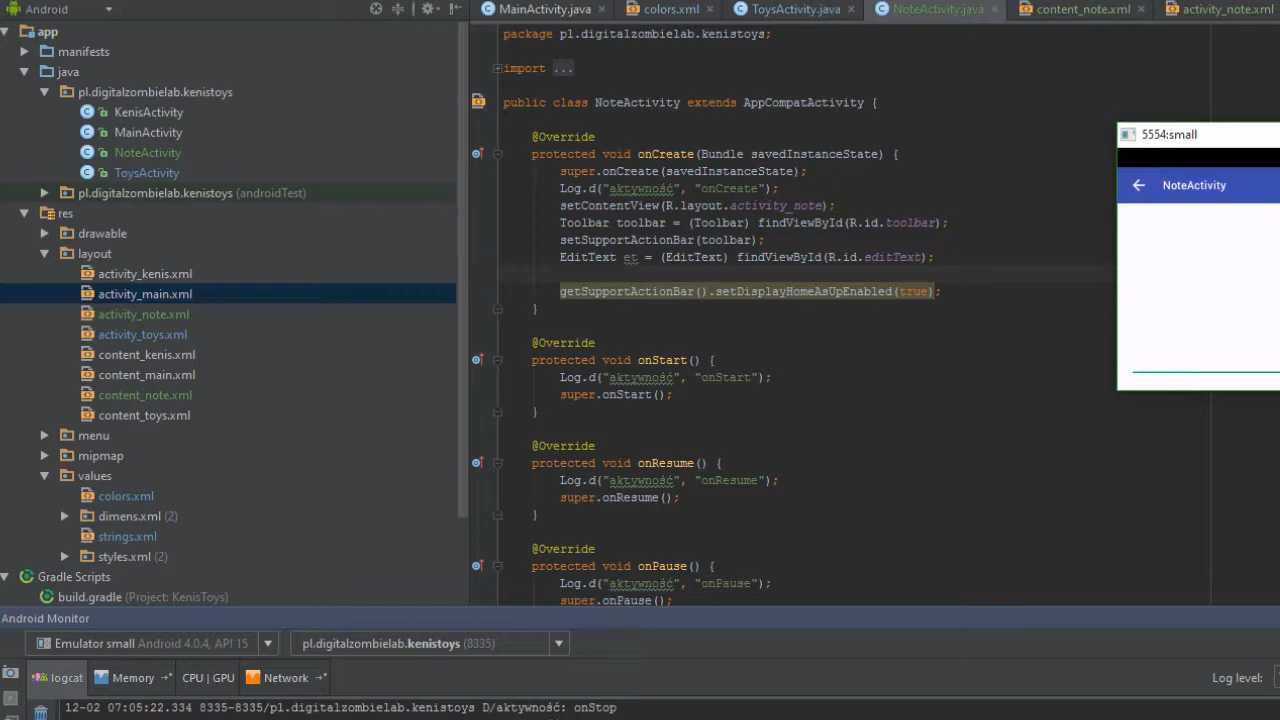 Android
app
manifests
java
pl.digitalzombielab.kenistoys
KenisActivity
MainActivity
NoteActivity
ToysActivity
pl.digitalzombielab.kenistoys (androidTest)
res
drawable
layout
activity_kenis.xml
activity_main.xml
activity_note.xml
activity_toys.xml
content_kenis.xml
content_main.xml
content_note.xml
content_toys.xml
menu
mipmap
values
colors.xml
dimens.xml (2)
strings.xml
styles.xml (2)
Gradle Scripts
build.gradle (Project: KenisToys)
MainActivity.java
colors.xml
ToysActivity.java
NoteActivity.java
content_note.xml
activity_note.xml
package pl.digitalzombielab.kenistoys;
import ...
public class NoteActivity extends AppCompatActivity {
@Override
protected void onCreate(Bundle savedInstanceState) {
super.onCreate(savedInstanceState);
Log.d("aktywność", "onCreate");
setContentView(R.layout.activity_note);
Toolbar toolbar = (Toolbar) findViewById(R.id.toolbar);
setSupportActionBar(toolbar);
EditText et = (EditText) findViewById(R.id.editText);
getSupportActionBar().setDisplayHomeAsUpEnabled(true);
}
@Override
protected void onStart() {
Log.d("aktywność", "onStart");
super.onStart();
}
@Override
protected void onResume() {
Log.d("aktywność", "onResume");
super.onResume();
}
@Override
protected void onPause() {
Log.d("aktywność", "onPause");
super.onPause();
5554:small
NoteActivity
Android Monitor
Emulator small Android 4.0.4, API 15
pl.digitalzombielab.kenistoys (8335)
logcat
Memory
CPU | GPU
Network
Log level:
12-02 07:05:22.334 8335-8335/pl.digitalzombielab.kenistoys D/aktywność: onStop